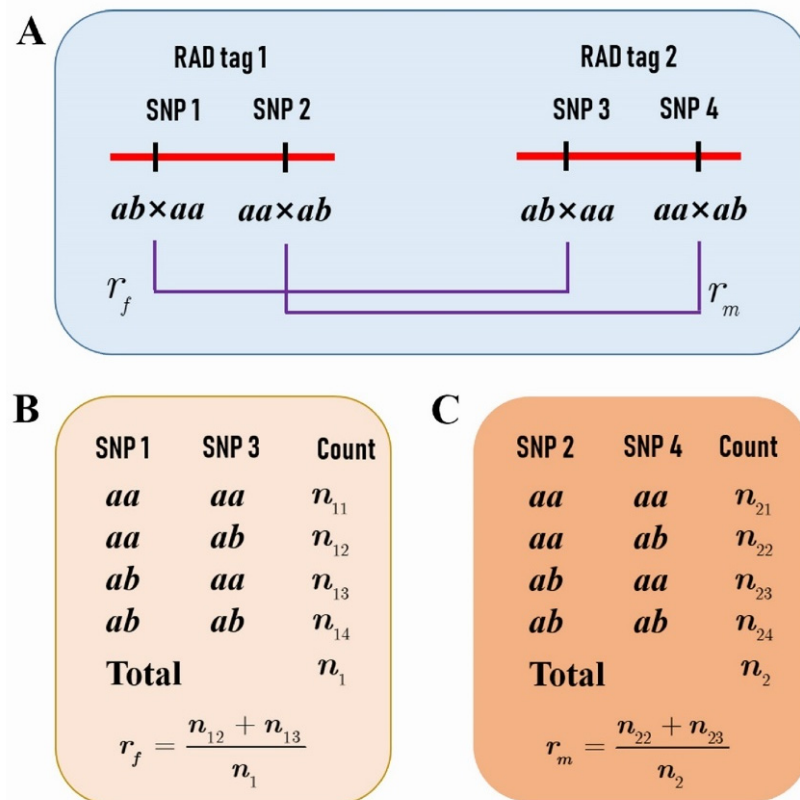 A
RAD tag 1 RAD tag 2
SNP 1 SNP 2 SNP 3 SNP 4
ab×aa aa×ab ab×aa aa×ab
r_f r_m
B
SNP 1 SNP 3 Count
aa aa n_11
aa ab n_12
ab aa n_13
ab ab n_14
Total n_1
r_f = (n_12 + n_13) / n_1
C
SNP 2 SNP 4 Count
aa aa n_21
aa ab n_22
ab aa n_23
ab ab n_24
Total n_2
r_m = (n_22 + n_23) / n_2